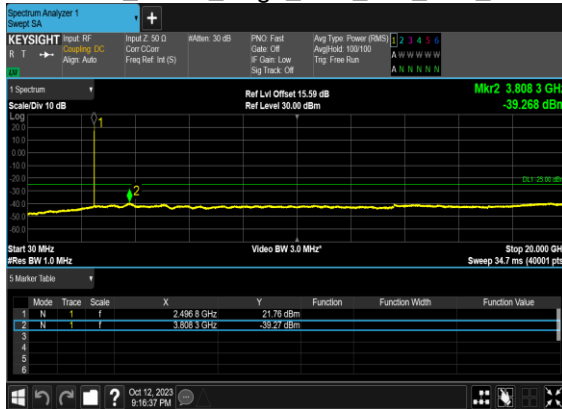 Spectrum Analyzer 1
Swept SA
+
KEYSIGHT Input: RF Input Z: 50 Ω #Atten: 30 dB PNO: Fast Avg Type: Power (RMS) 1 2 3 4 5 6
R T Coupling: DC Corr CCorr Gate: Off Avg|Hold: 100/100 A W W W W W
Align: Auto Freq Ref: Int (S) IF Gain: Low Trig: Free Run
Sig Track: Off A N N N N N
1 Spectrum
Ref Lvl Offset 15.59 dB Mkr2 3.808 3 GHz
Scale/Div 10 dB Ref Level 30.00 dBm -39.268 dBm
Log
1
20.0
10.0
0.00
-10.0
-20.0
DL1 -25.00 dBm
-30.0
2
-40.0
-50.0
-60.0
Start 30 MHz Video BW 3.0 MHz* Stop 20.000 GH
#Res BW 1.0 MHz Sweep 34.7 ms (40001 pts
5 Marker Table
Mode Trace Scale X Y Function Function Width Function Value
1 N 1 f 2.496 8 GHz 21.76 dBm
2 N 1 f 3.808 3 GHz -39.27 dBm
3
4
5
6
? Oct 12, 2023
9:16:37 PM